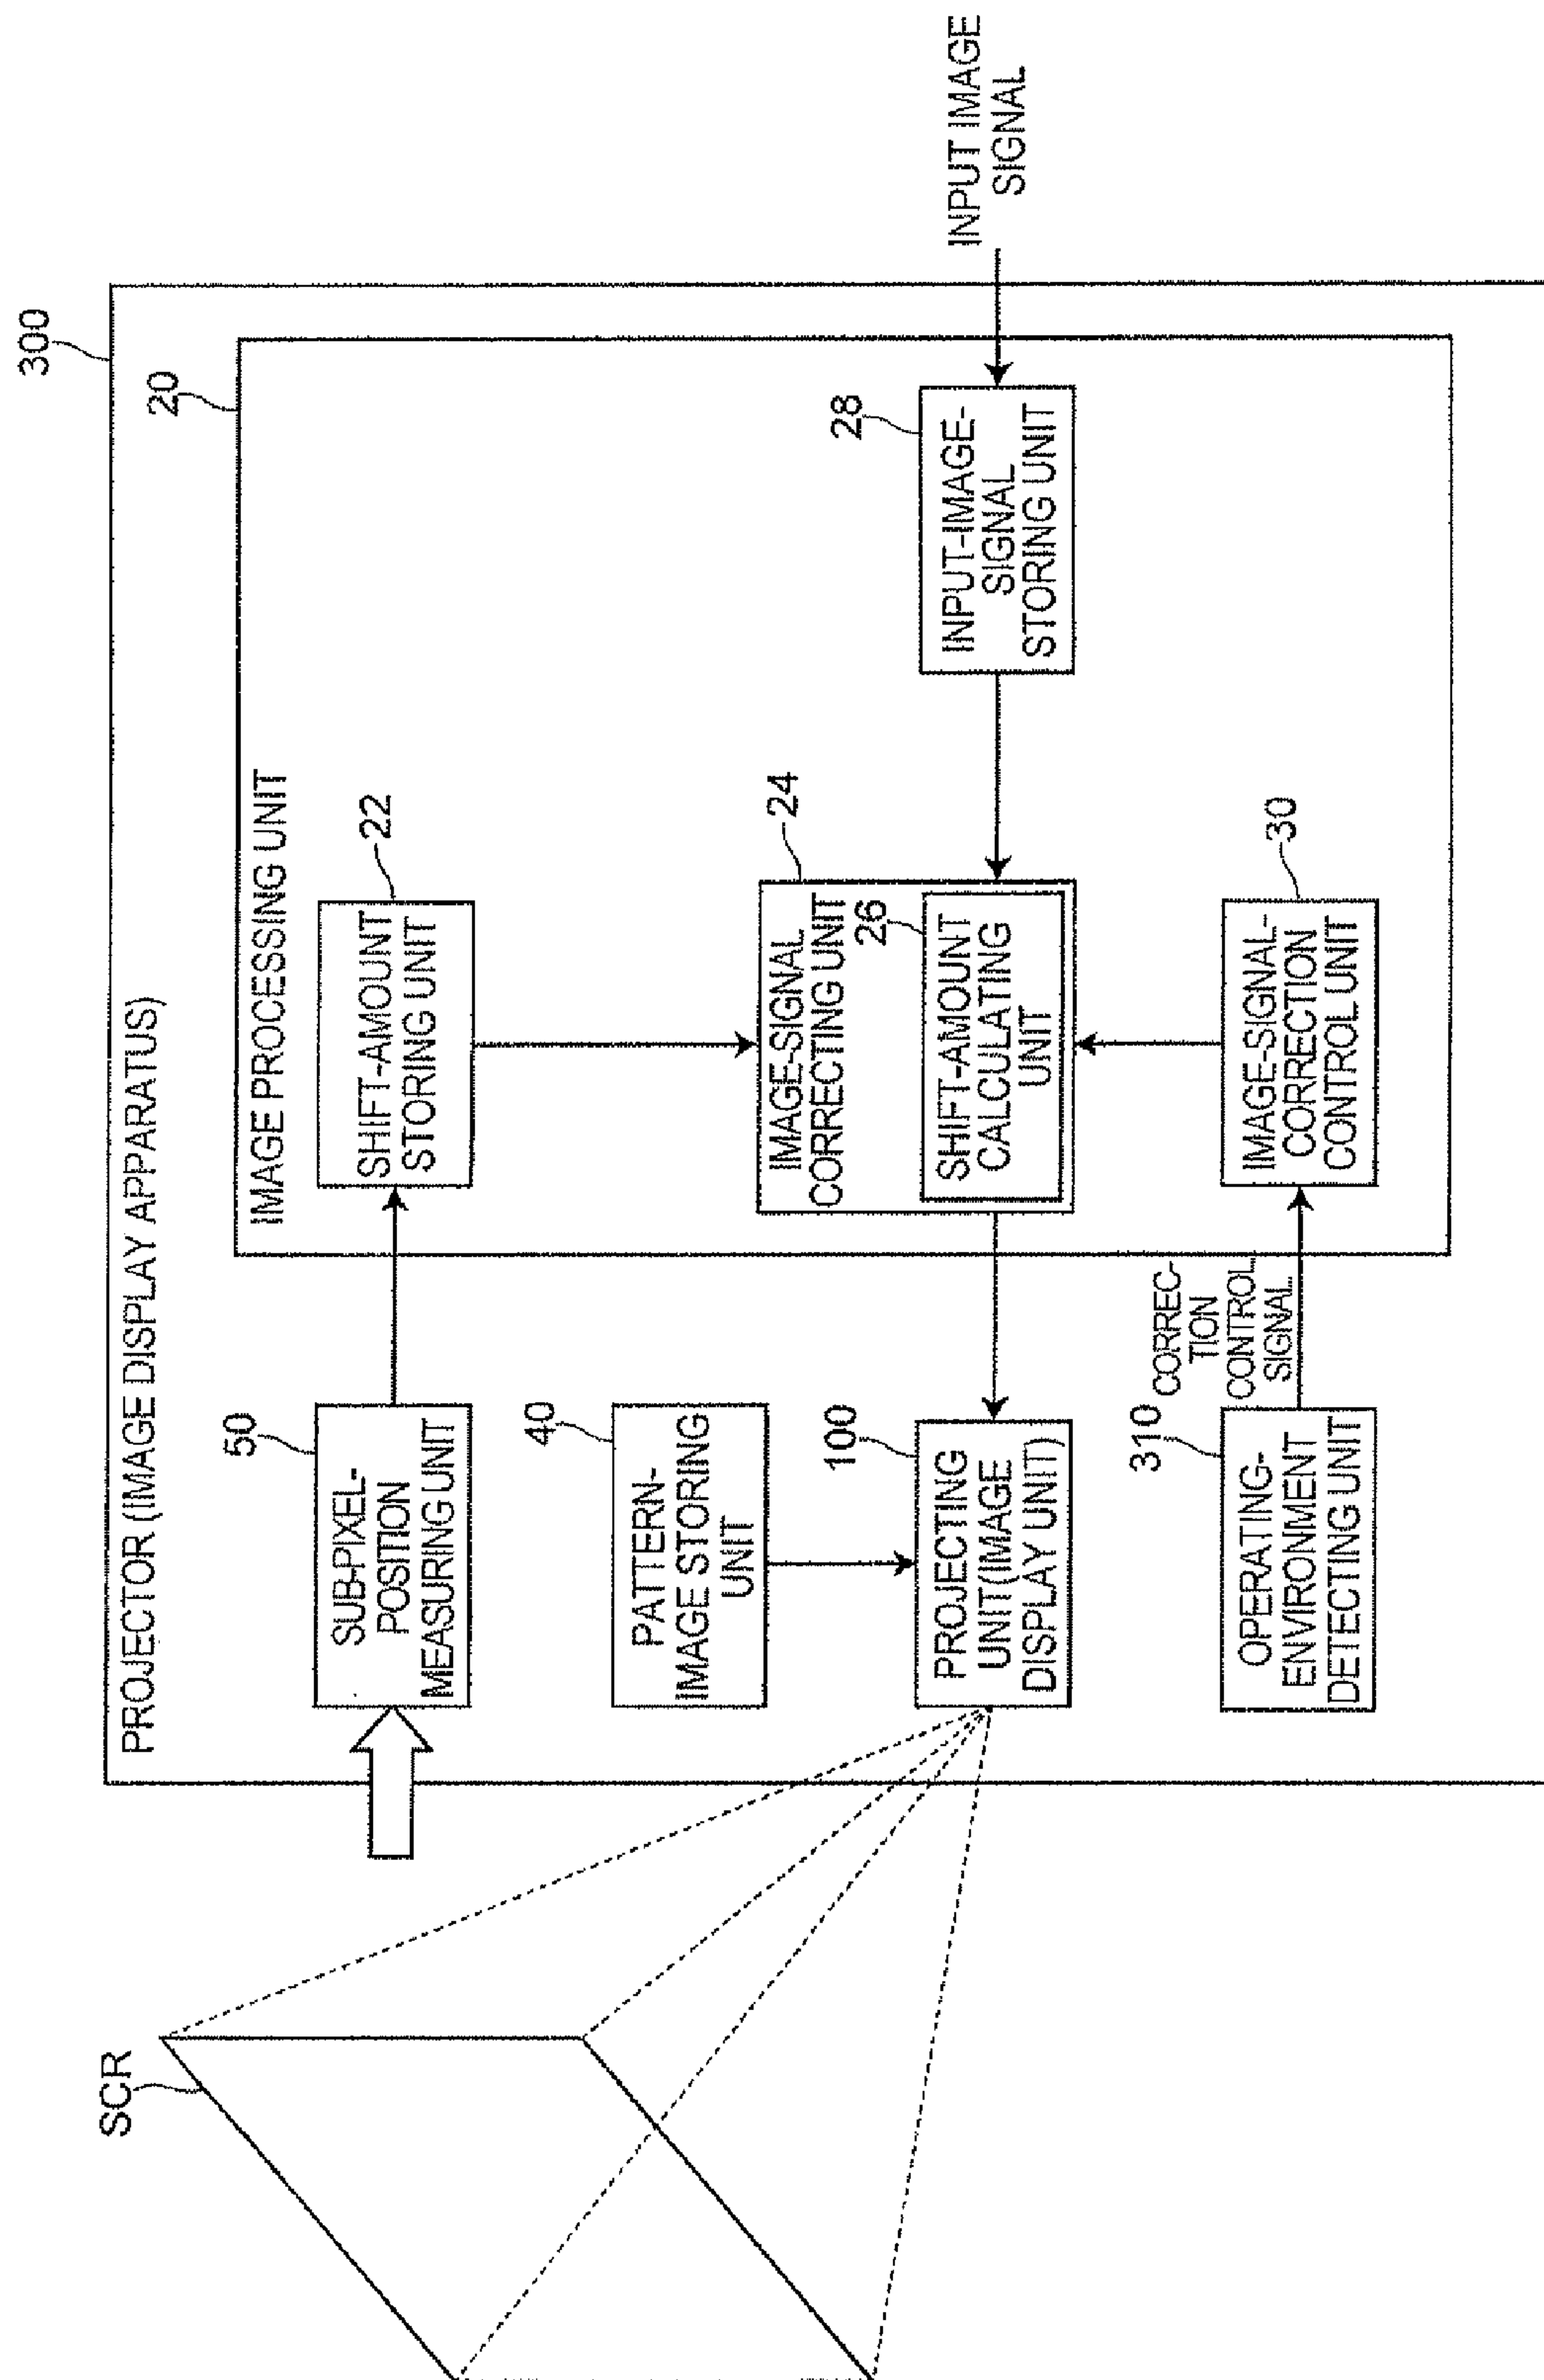 300
PROJECTOR (IMAGE DISPLAY APPARATUS)
20
IMAGE PROCESSING UNIT
SCR
50
SUB-PIXEL-
POSITION
MEASURING UNIT
22
SHIFT-AMOUNT
STORING UNIT
40
PATTERN-
IMAGE STORING
UNIT
24
IMAGE-SIGNAL
CORRECTING UNIT
26
SHIFT-AMOUNT
CALCULATING
UNIT
28
INPUT-IMAGE-
SIGNAL
STORING UNIT
INPUT IMAGE
SIGNAL
100
PROJECTING
UNIT(IMAGE
DISPLAY UNIT)
310
OPERATING-
ENVIRONMENT
DETECTING UNIT
CORREC-
TION
CONTROL
SIGNAL
30
IMAGE-SIGNAL-
CORRECTION
CONTROL UNIT